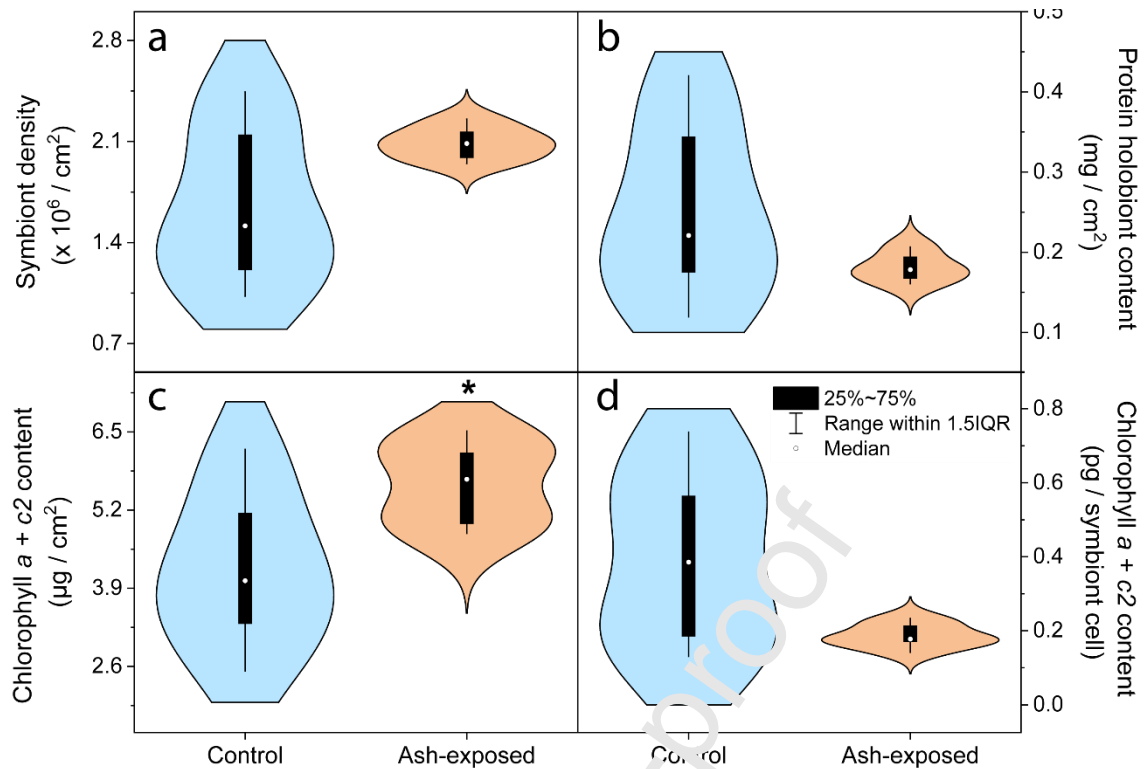 a
b
2.8
2.1
1.4
0.7
Symbiont density
(x 10⁶ / cm²)
0.5
0.4
0.3
0.2
0.1
Protein holobiont content
(mg / cm²)
c
*
d
25%~75%
Range within 1.5IQR
Median
6.5
5.2
3.9
2.6
Chlorophyll a + c2 content
(µg / cm²)
0.8
0.6
0.4
0.2
0.0
Chlorophyll a + c2 content
(pg / symbiont cell)
Control
Ash-exposed
Control
Ash-exposed
proof